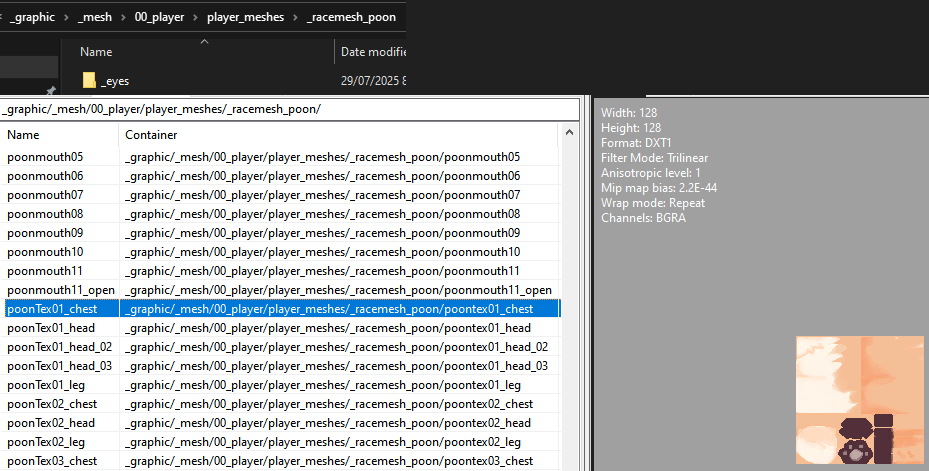 _graphic > _mesh > 00_player > player_meshes > _racemesh_poon
Name Date modifie
_eyes 29/07/2025 8
_graphic/_mesh/00_player/player_meshes/_racemesh_poon/
Name Container
poonmouth05 _graphic/_mesh/00_player/player_meshes/_racemesh_poon/poonmouth05
poonmouth06 _graphic/_mesh/00_player/player_meshes/_racemesh_poon/poonmouth06
poonmouth07 _graphic/_mesh/00_player/player_meshes/_racemesh_poon/poonmouth07
poonmouth08 _graphic/_mesh/00_player/player_meshes/_racemesh_poon/poonmouth08
poonmouth09 _graphic/_mesh/00_player/player_meshes/_racemesh_poon/poonmouth09
poonmouth10 _graphic/_mesh/00_player/player_meshes/_racemesh_poon/poonmouth10
poonmouth11 _graphic/_mesh/00_player/player_meshes/_racemesh_poon/poonmouth11
poonmouth11_open _graphic/_mesh/00_player/player_meshes/_racemesh_poon/poonmouth11_open
poonTex01_chest _graphic/_mesh/00_player/player_meshes/_racemesh_poon/poontex01_chest
poonTex01_head _graphic/_mesh/00_player/player_meshes/_racemesh_poon/poontex01_head
poonTex01_head_02 _graphic/_mesh/00_player/player_meshes/_racemesh_poon/poontex01_head_02
poonTex01_head_03 _graphic/_mesh/00_player/player_meshes/_racemesh_poon/poontex01_head_03
poonTex01_leg _graphic/_mesh/00_player/player_meshes/_racemesh_poon/poontex01_leg
poonTex02_chest _graphic/_mesh/00_player/player_meshes/_racemesh_poon/poontex02_chest
poonTex02_head _graphic/_mesh/00_player/player_meshes/_racemesh_poon/poontex02_head
poonTex02_leg _graphic/_mesh/00_player/player_meshes/_racemesh_poon/poontex02_leg
poonTex03_chest _graphic/_mesh/00_player/player_meshes/_racemesh_poon/poontex03_chest
Width: 128
Height: 128
Format: DXT1
Filter Mode: Trilinear
Anisotropic level: 1
Mip map bias: 2.2E-44
Wrap mode: Repeat
Channels: BGRA